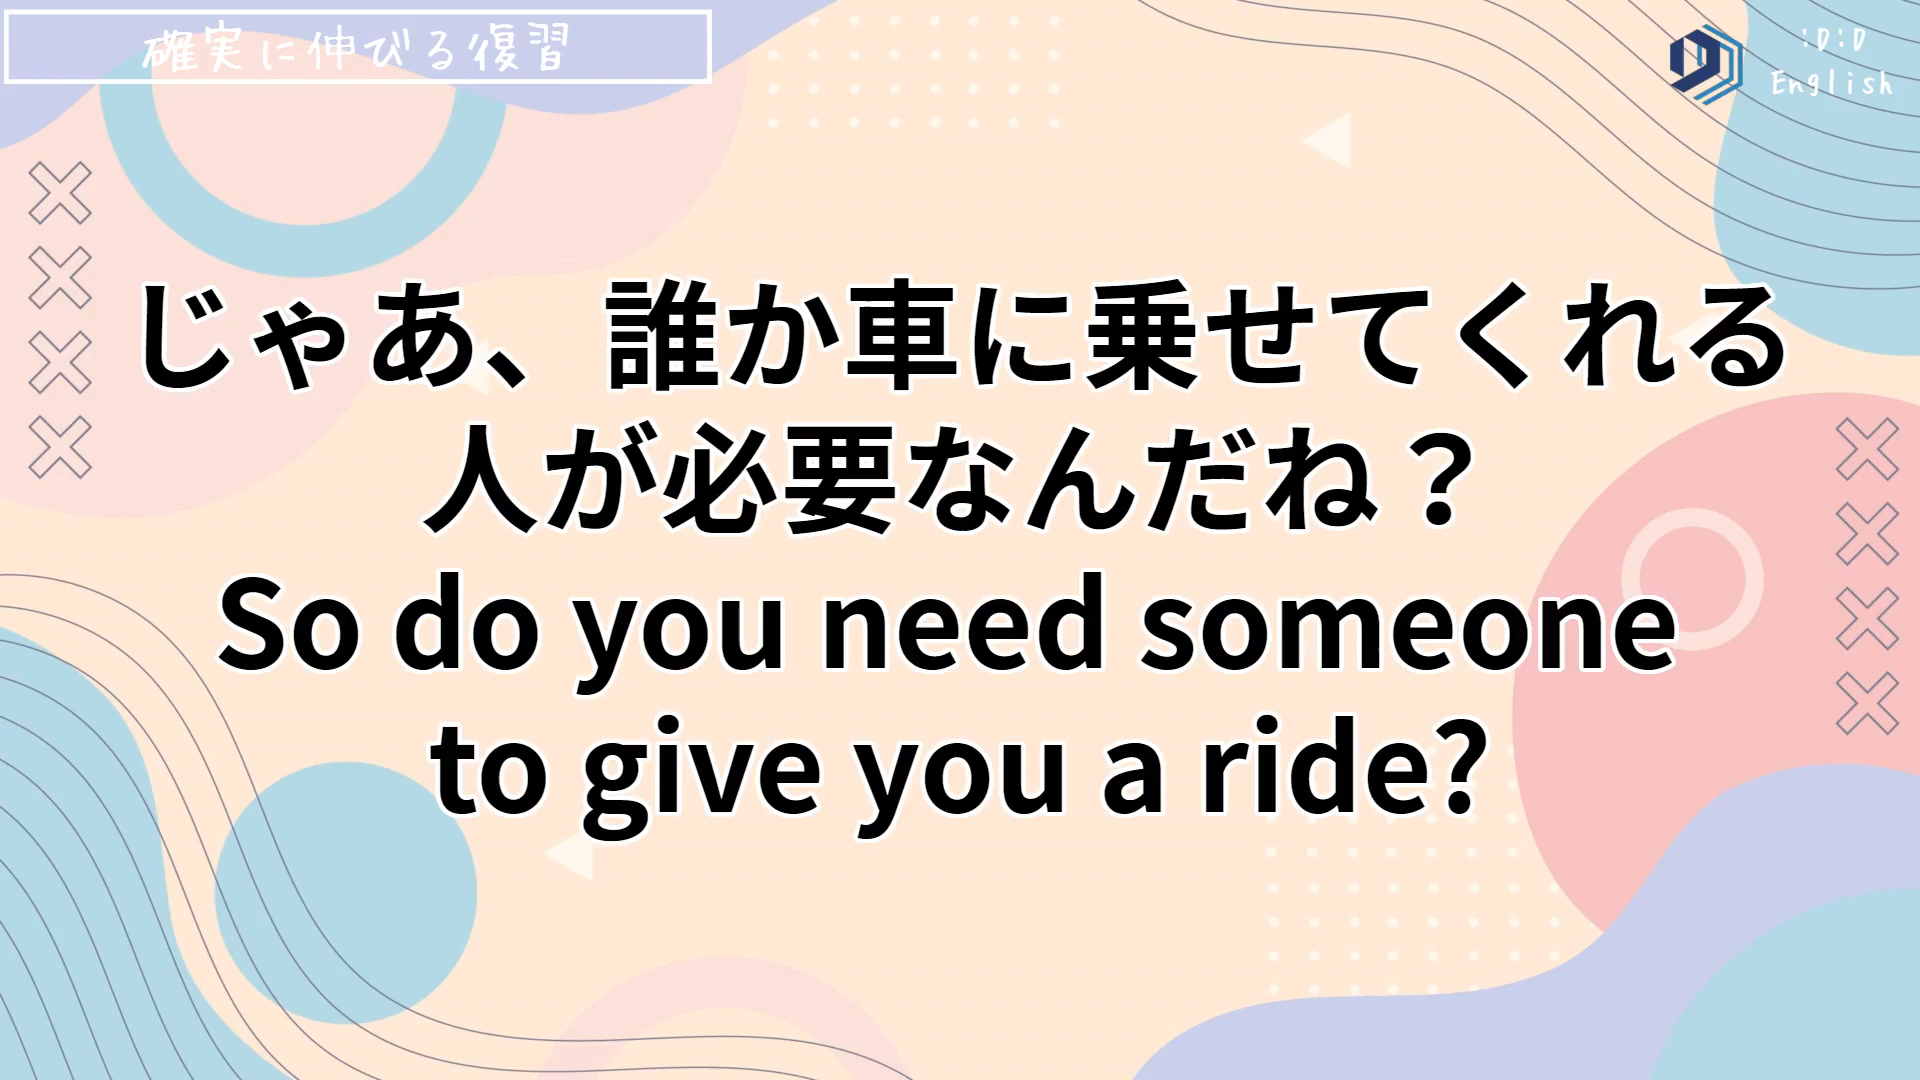 確実に伸びる復習
:D:D
English
じゃあ、誰か車に乗せてくれる
人が必要なんだね？
So do you need someone
to give you a ride?